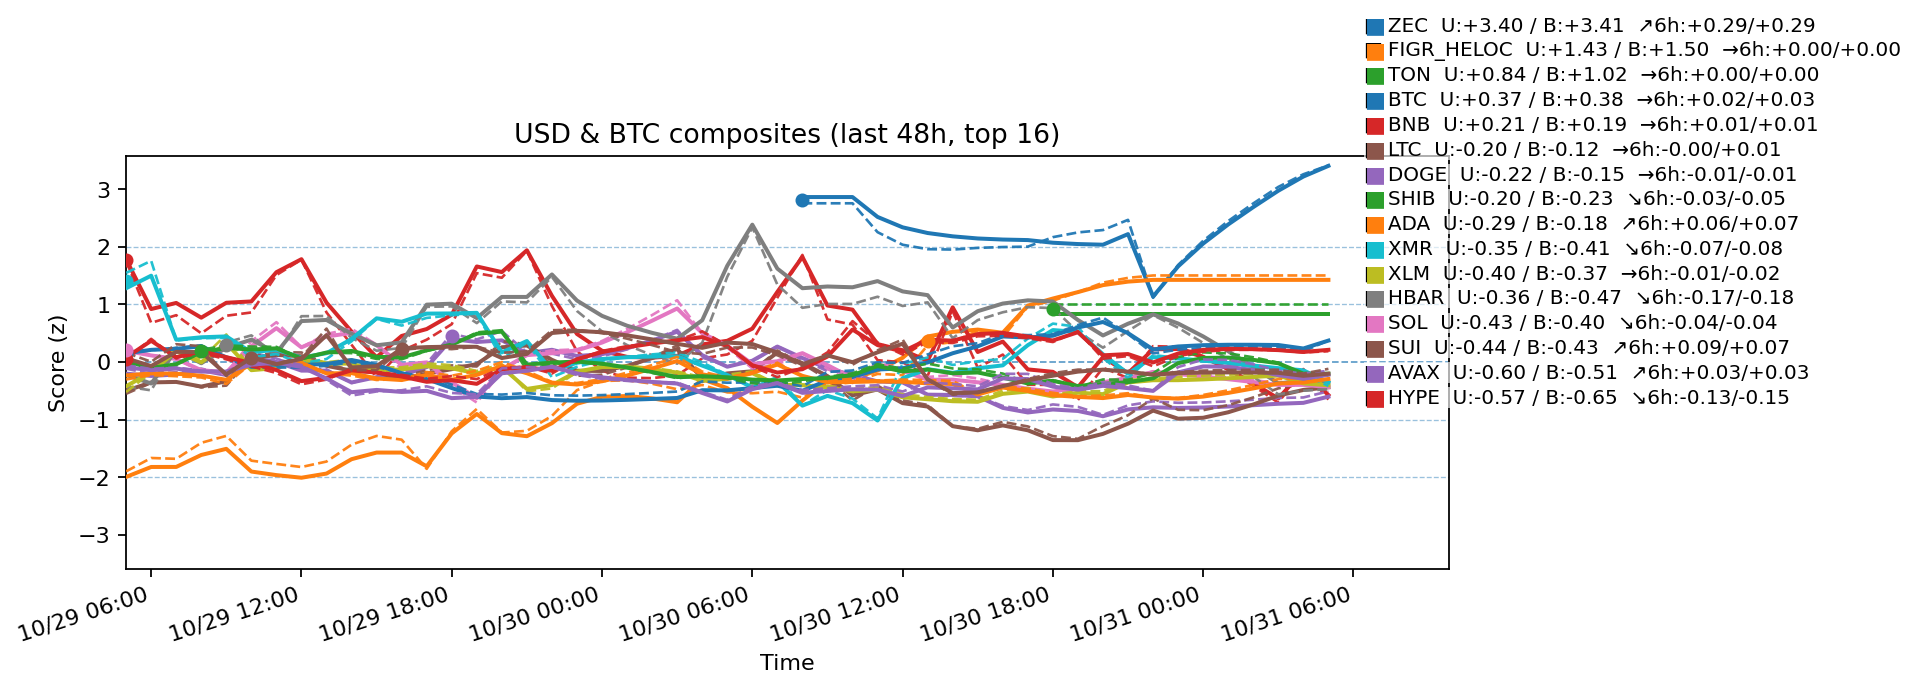 ZEC U:+3.40 / B:+3.41 ↗6h:+0.29/+0.29
FIGR_HELOC U:+1.43 / B:+1.50 →6h:+0.00/+0.00
TON U:+0.84 / B:+1.02 →6h:+0.00/+0.00
BTC U:+0.37 / B:+0.38 →6h:+0.02/+0.03
BNB U:+0.21 / B:+0.19 →6h:+0.01/+0.01
LTC U:-0.20 / B:-0.12 →6h:-0.00/+0.01
DOGE U:-0.22 / B:-0.15 →6h:-0.01/-0.01
SHIB U:-0.20 / B:-0.23 ↘6h:-0.03/-0.05
ADA U:-0.29 / B:-0.18 ↗6h:+0.06/+0.07
XMR U:-0.35 / B:-0.41 ↘6h:-0.07/-0.08
XLM U:-0.40 / B:-0.37 →6h:-0.01/-0.02
HBAR U:-0.36 / B:-0.47 ↘6h:-0.17/-0.18
SOL U:-0.43 / B:-0.40 ↘6h:-0.04/-0.04
SUI U:-0.44 / B:-0.43 ↗6h:+0.09/+0.07
AVAX U:-0.60 / B:-0.51 ↗6h:+0.03/+0.03
HYPE U:-0.57 / B:-0.65 ↘6h:-0.13/-0.15
USD & BTC composites (last 48h, top 16)
Score (z)
3
2
1
0
−1
−2
−3
10/29 06:00
10/29 12:00
10/29 18:00
10/30 00:00
10/30 06:00
10/30 12:00
10/30 18:00
10/31 00:00
10/31 06:00
Time